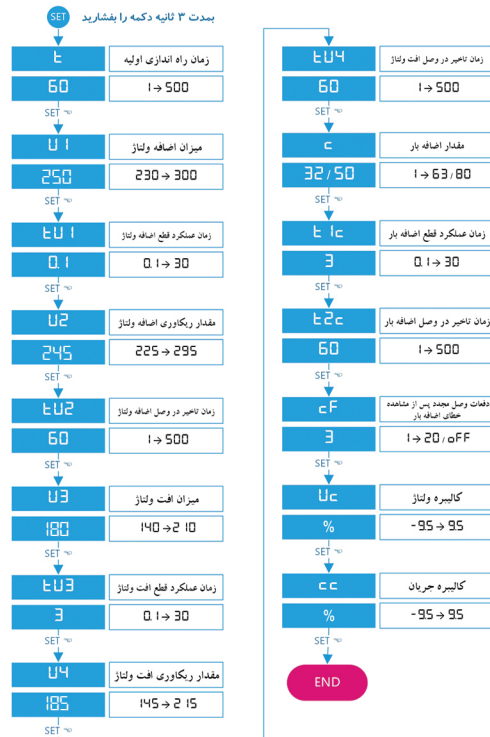 SET بمدت ۳ ثانیه دکمه را بفشارید
t زمان راه اندازی اولیه
60 1→500
SET
U1 میزان اضافه ولتاژ
250 230→300
SET
tU1 زمان عملکرد قطع اضافه ولتاژ
0.1 0.1→30
SET
U2 مقدار ریکاوری اضافه ولتاژ
245 225→295
SET
tU2 زمان تاخیر در وصل اضافه ولتاژ
60 1→500
SET
U3 میزان افت ولتاژ
180 140→210
SET
tU3 زمان عملکرد قطع افت ولتاژ
3 0.1→30
SET
U4 مقدار ریکاوری افت ولتاژ
185 145→215
SET
tU4 زمان تاخیر در وصل افت ولتاژ
60 1→500
SET
c مقدار اضافه بار
32/50 1→63/80
SET
t1c زمان عملکرد قطع اضافه بار
3 0.1→30
SET
t2c زمان تاخیر در وصل اضافه بار
60 1→500
SET
cF دفعات وصل مجدد پس از مشاهده
خطای اضافه بار
3 1→20/oFF
SET
Uc کالیبره ولتاژ
% -9.5→9.5
SET
cc کالیبره جریان
% -9.5→9.5
SET
END